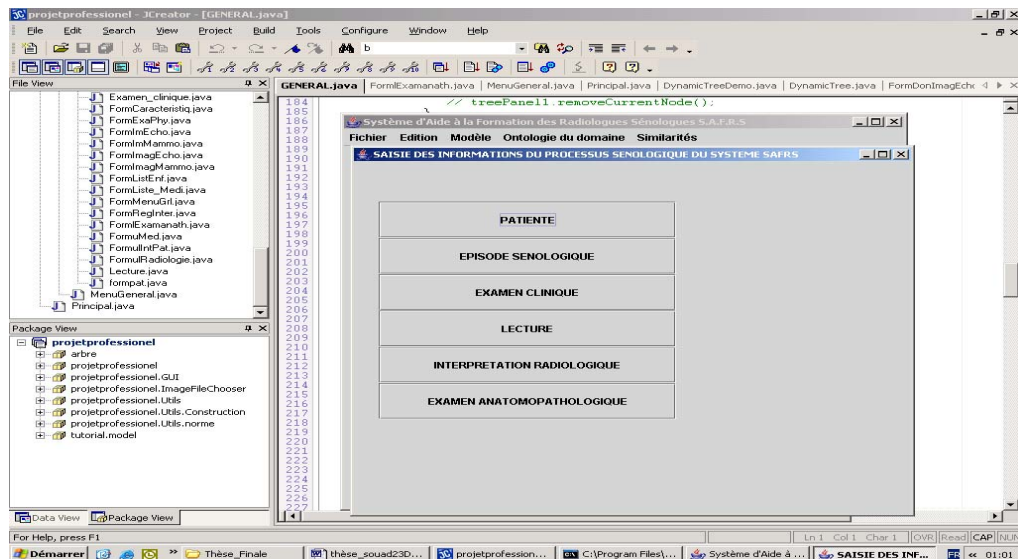 projetprofessionel - JCreator - [GENERAL.java]
File Edit Search View Project Build Tools Configure Window Help
b
File View
GENERAL.java FormlExamanath.java MenuGeneral.java Principal.java DynamicTreeDemo.java DynamicTree.java FormDonImagEchc
Examen_clinique.java
FormCaracteristiq.java
FormExaPhy.java
FormImEcho.java
FormImMammo.java
FormImagEcho.java
FormImagMammo.java
FormListEnf.java
FormListe_Medi.java
FormMenuGrl.java
FormRegInter.java
FormlExamanath.java
FormuMed.java
FormulIntPat.java
FormulRadiologie.java
Lecture.java
formpat.java
MenuGeneral.java
Principal.java
Package View
projetprofessionel
arbre
projetprofessionel
projetprofessionel.GUI
projetprofessionel.ImageFileChooser
projetprofessionel.Utils
projetprofessionel.Utils.Construction
projetprofessionel.Utils.norme
tutorial.model
Data View Package View
184 // treePanel1.removeCurrentNode();
185 }
186
187
188
189
190
191
192
193
194
195
196
197
198
199
200
201
202
203
204
205
206
207
208
209
210
211
212
213
214
215
216
217
218
219
220
221
222
223
224
225
226
227
Système d'Aide à la Formation des Radiologues Sénologues S.A.F.R.S
Fichier Edition Modèle Ontologie du domaine Similarités
SAISIE DES INFORMATIONS DU PROCESSUS SENOLOGIQUE DU SYSTEME SAFRS
PATIENTE
EPISODE SENOLOGIQUE
EXAMEN CLINIQUE
LECTURE
INTERPRETATION RADIOLOGIQUE
EXAMEN ANATOMOPATHOLOGIQUE
For Help, press F1
Ln 1 Col 1 Char 1 OVR Read CAP NUM
Démarrer Thèse_Finale thèse_souad23D... projetprofession... C:\Program Files\... Système d'Aide à ... SAISIE DES INF... FR 01:01